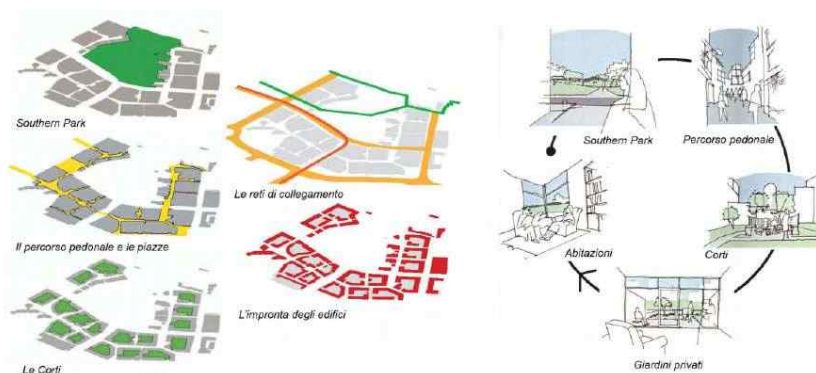 Southern Park
Il percorso pedonale e le piazze
Le Corti
Le reti di collegamento
L'impronta degli edifici
Southern Park
Percorso pedonale
Abitazioni
Corti
Giardini privati